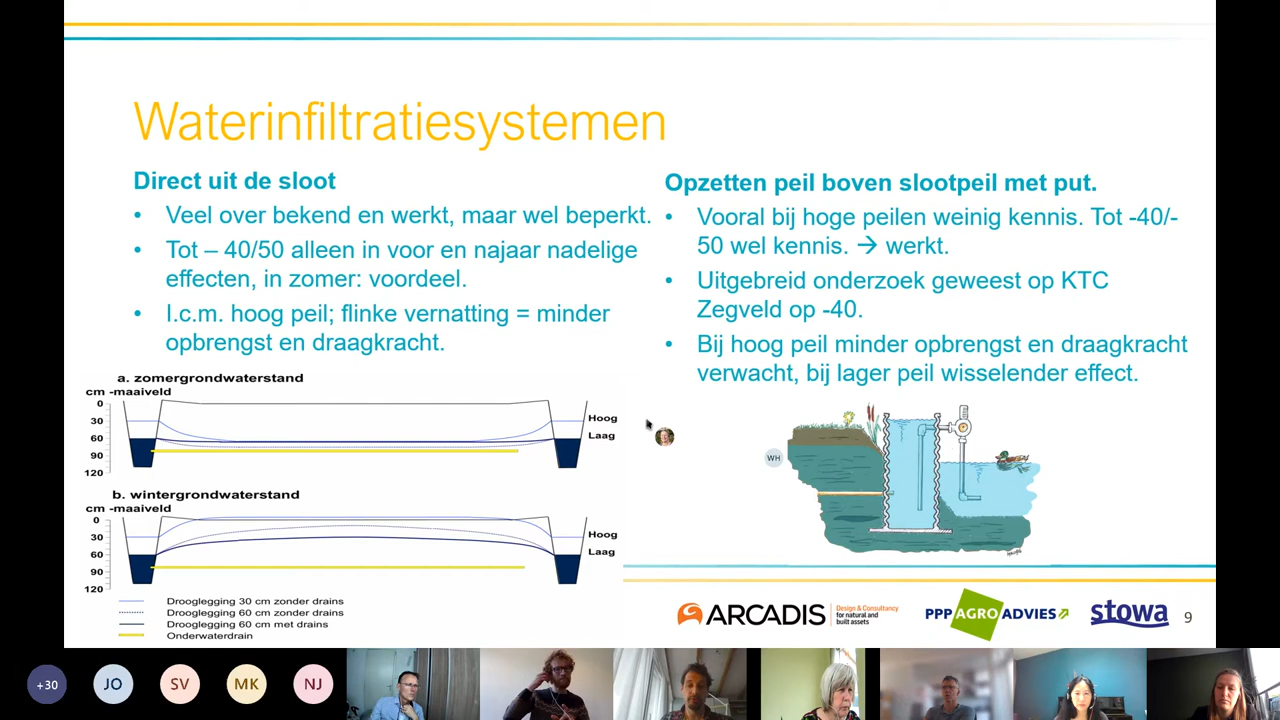 Waterinfiltratiesystemen
Direct uit de sloot
• Veel over bekend en werkt, maar wel beperkt.
• Tot – 40/50 alleen in voor en najaar nadelige
effecten, in zomer: voordeel.
• I.c.m. hoog peil; flinke vernatting = minder
opbrengst en draagkracht.
Opzetten peil boven slootpeil met put.
• Vooral bij hoge peilen weinig kennis. Tot -40/-
50 wel kennis. → werkt.
• Uitgebreid onderzoek geweest op KTC
Zegveld op -40.
• Bij hoog peil minder opbrengst en draagkracht
verwacht, bij lager peil wisselender effect.
a. zomergrondwaterstand
cm -maaiveld
0
30
60
90
120
Hoog
Laag
b. wintergrondwaterstand
cm -maaiveld
0
30
60
90
120
Hoog
Laag
Drooglegging 30 cm zonder drains
Drooglegging 60 cm zonder drains
Drooglegging 60 cm met drains
Onderwaterdrain
WH
ARCADIS
Design & Consultancy
for natural and
built assets
PPP AGRO ADVIES
stowa
9
+30
JO
SV
MK
NJ